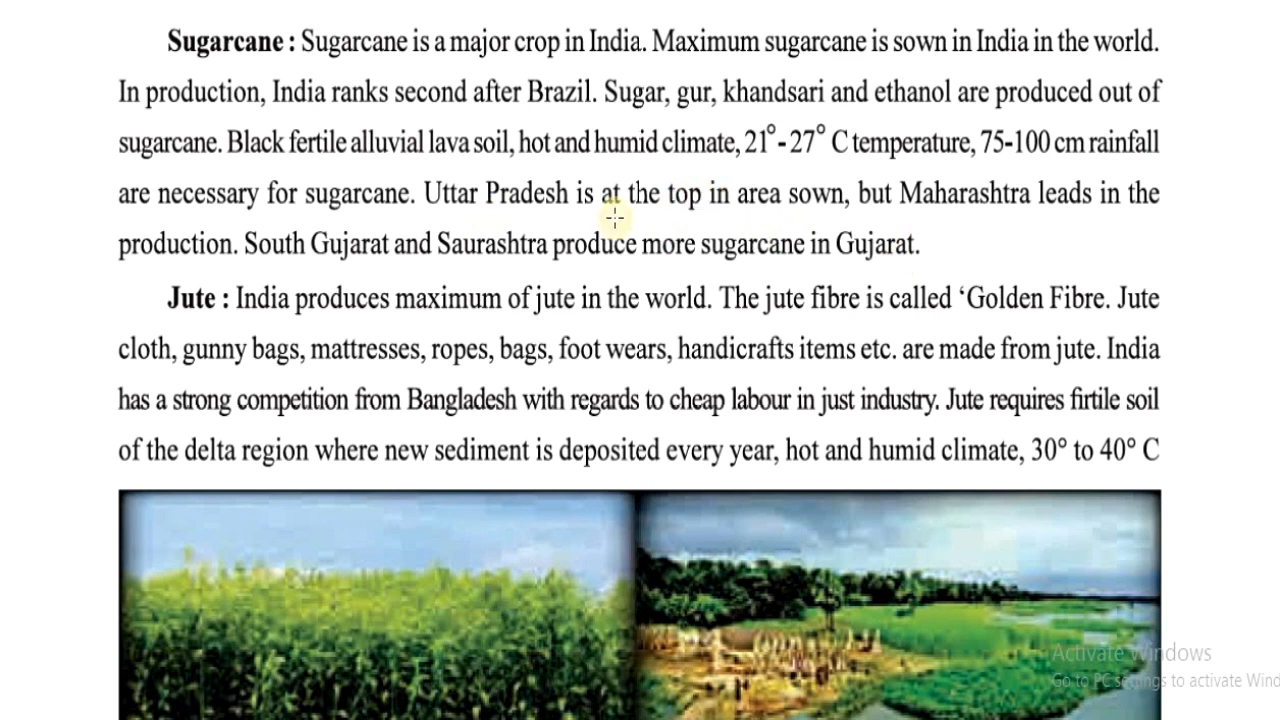 Sugarcane : Sugarcane is a major crop in India. Maximum sugarcane is sown in India in the world.
In production, India ranks second after Brazil. Sugar, gur, khandsari and ethanol are produced out of
sugarcane. Black fertile alluvial lava soil, hot and humid climate, 21° - 27° C temperature, 75-100 cm rainfall
are necessary for sugarcane. Uttar Pradesh is at the top in area sown, but Maharashtra leads in the
production. South Gujarat and Saurashtra produce more sugarcane in Gujarat.
Jute : India produces maximum of jute in the world. The jute fibre is called ‘Golden Fibre. Jute
cloth, gunny bags, mattresses, ropes, bags, foot wears, handicrafts items etc. are made from jute. India
has a strong competition from Bangladesh with regards to cheap labour in just industry. Jute requires firtile soil
of the delta region where new sediment is deposited every year, hot and humid climate, 30° to 40° C
Activate Windows
Go to PC settings to activate Wind